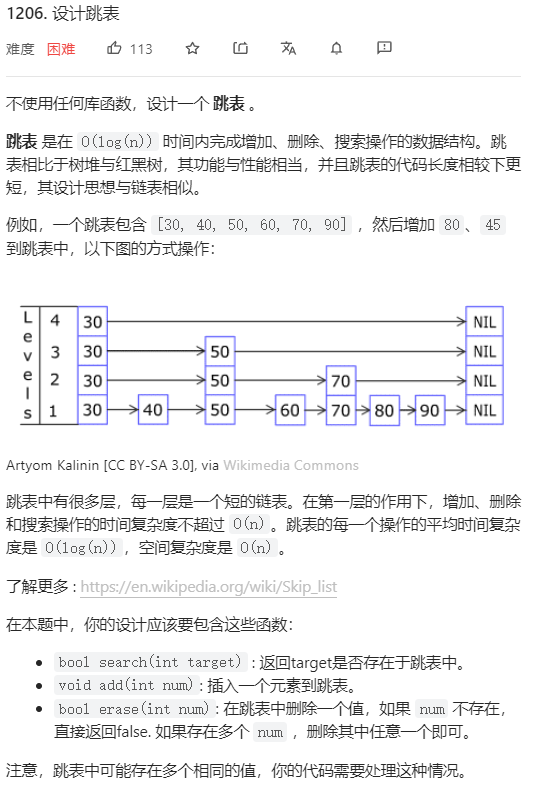 1206. 设计跳表
难度 困难 113
不使用任何库函数，设计一个 跳表 。
跳表 是在 O(log(n)) 时间内完成增加、删除、搜索操作的数据结构。跳
表相比于树堆与红黑树，其功能与性能相当，并且跳表的代码长度相较下更
短，其设计思想与链表相似。
例如，一个跳表包含 [30, 40, 50, 60, 70, 90] ，然后增加 80 、 45
到跳表中，以下图的方式操作：
Levels
4 30 NIL
3 30 50 NIL
2 30 50 70 NIL
1 30 40 50 60 70 80 90 NIL
Artyom Kalinin [CC BY-SA 3.0], via Wikimedia Commons
跳表中有很多层，每一层是一个短的链表。在第一层的作用下，增加、删除
和搜索操作的时间复杂度不超过 O(n) 。跳表的每一个操作的平均时间复杂
度是 O(log(n)) ，空间复杂度是 O(n) 。
了解更多 : https://en.wikipedia.org/wiki/Skip_list
在本题中，你的设计应该要包含这些函数：
• bool search(int target) : 返回target是否存在于跳表中。
• void add(int num) : 插入一个元素到跳表。
• bool erase(int num) : 在跳表中删除一个值，如果 num 不存在，
直接返回false. 如果存在多个 num ，删除其中任意一个即可。
注意，跳表中可能存在多个相同的值，你的代码需要处理这种情况。